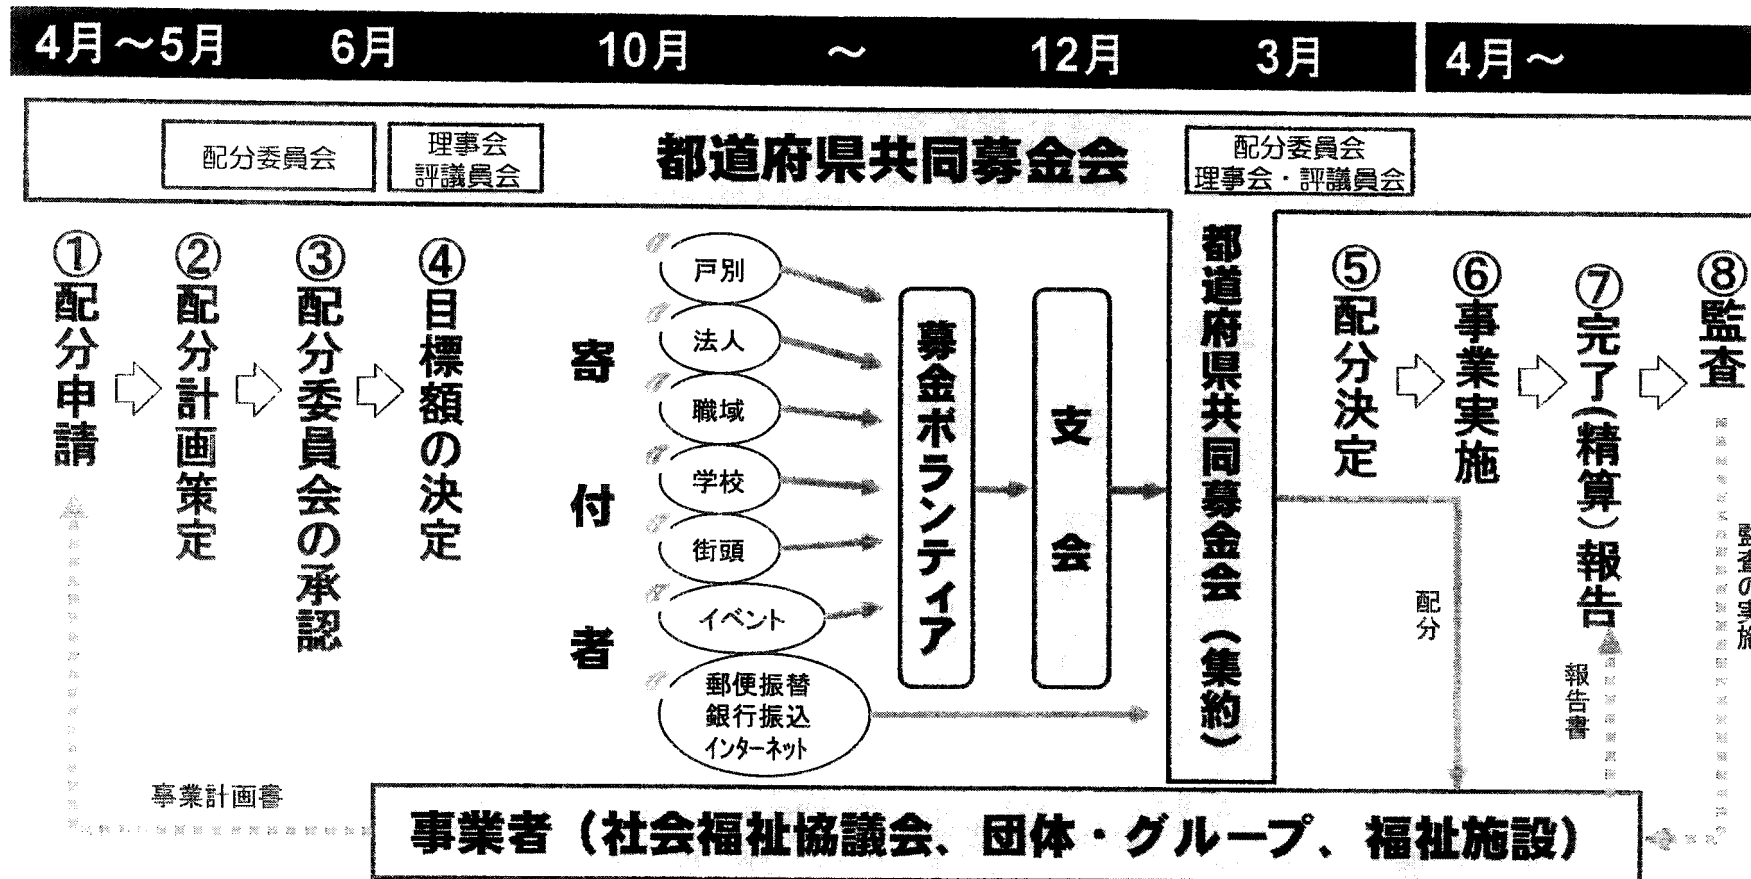 4月～5月 6月 10月 ～ 12月 3月 4月～
配分委員会
理事会
評議員会
都道府県共同募金会
配分委員会
理事会・評議員会
①配分申請
②配分計画策定
③配分委員会の承認
④目標額の決定
寄付者
戸別
法人
職域
学校
街頭
イベント
郵便振替
銀行振込
インターネット
募金ボランティア
支会
都道府県共同募金会（集約）
⑤配分決定
⑥事業実施
⑦完了（精算）報告
⑧監査
配分
報告書
監査の実施
事業計画書
事業者（社会福祉協議会、団体・グループ、福祉施設）